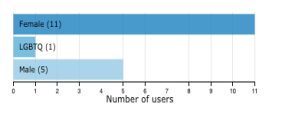 Female (11)
LGBTQ (1)
Male (5)
0 1 2 3 4 5 6 7 8 9 10 11
Number of users